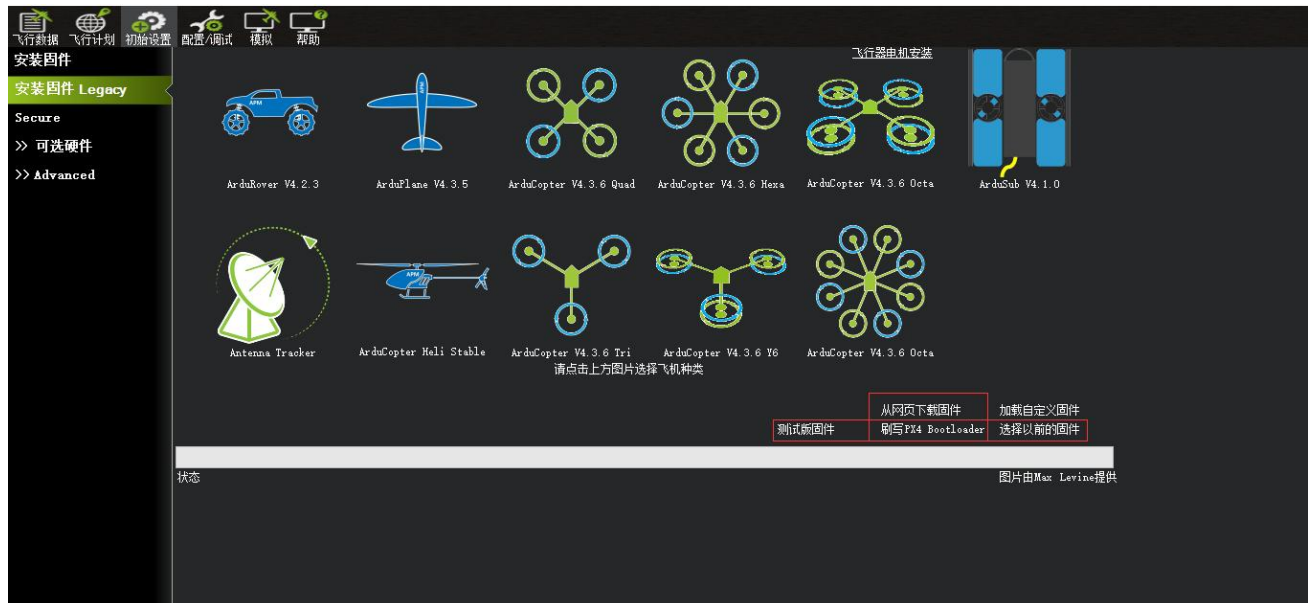 飞行数据 飞行计划 初始设置 配置/调试 模拟 帮助
安装固件
安装固件 Legacy
Secure
>> 可选硬件
>> Advanced
飞行器电机安装
APM
APM
ArduRover V4.2.3 ArduPlane V4.3.5 ArduCopter V4.3.6 Quad ArduCopter V4.3.6 Hexa ArduCopter V4.3.6 Octa ArduSub V4.1.0
APM
Antenna Tracker ArduCopter Heli Stable ArduCopter V4.3.6 Tri ArduCopter V4.3.6 Y6 ArduCopter V4.3.6 Octa
请点击上方图片选择飞机种类
从网页下载固件 加载自定义固件
测试版固件 刷写PX4 Bootloader 选择以前的固件
状态 图片由Max Levine提供